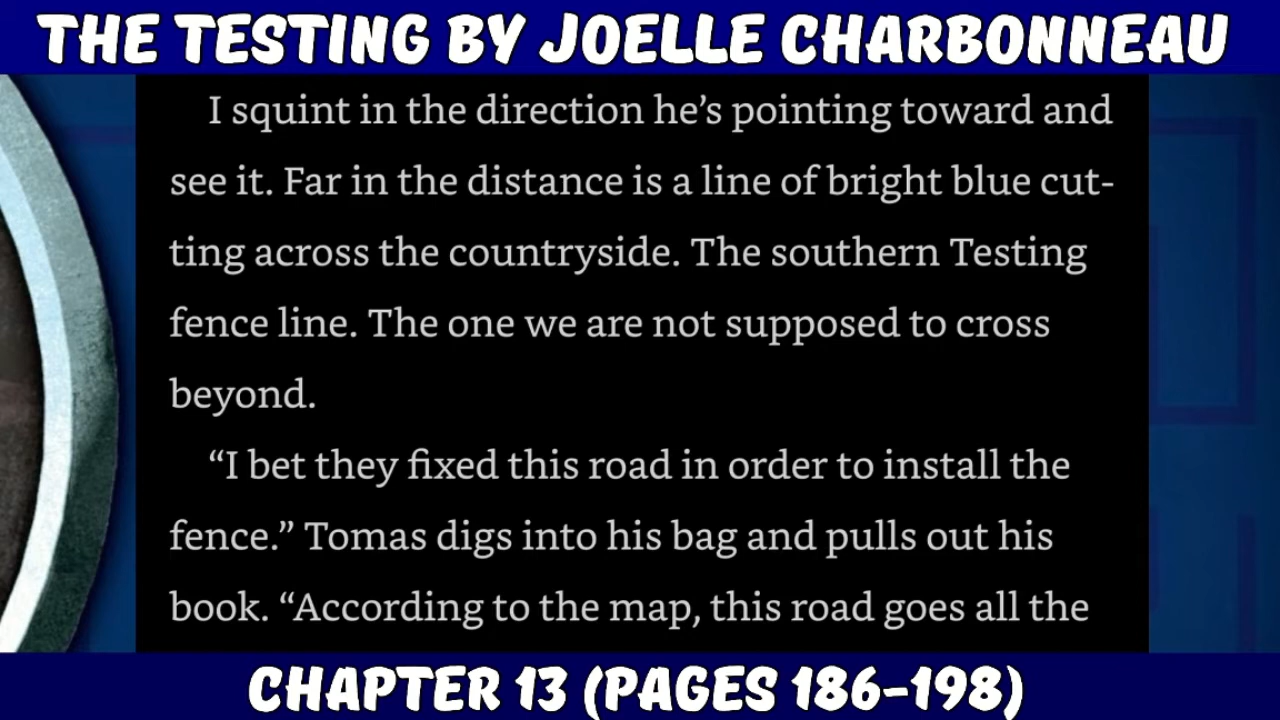 THE TESTING BY JOELLE CHARBONNEAU
I squint in the direction he’s pointing toward and
see it. Far in the distance is a line of bright blue cut-
ting across the countryside. The southern Testing
fence line. The one we are not supposed to cross
beyond.
“I bet they fixed this road in order to install the
fence.” Tomas digs into his bag and pulls out his
book. “According to the map, this road goes all the
CHAPTER 13 (PAGES 186-198)